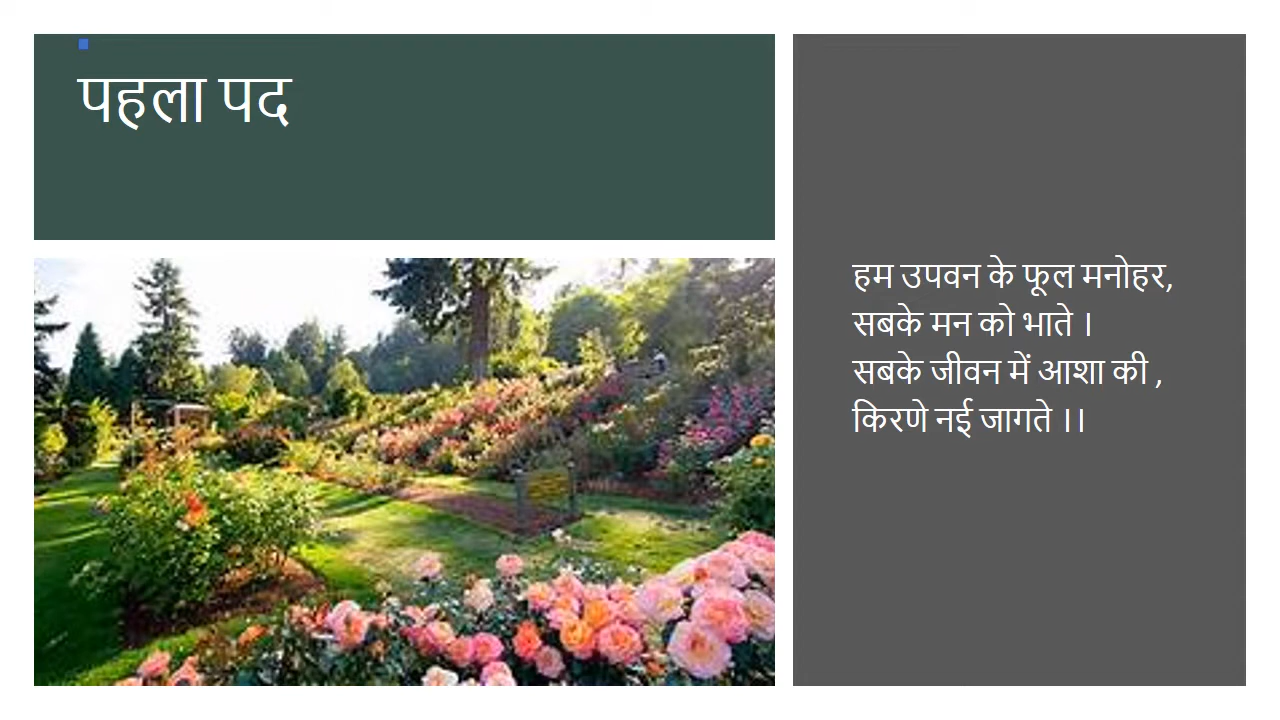 पहला पद
हम उपवन के फूल मनोहर,
सबके मन को भाते ।
सबके जीवन में आशा की ,
किरणे नई जागते ।।